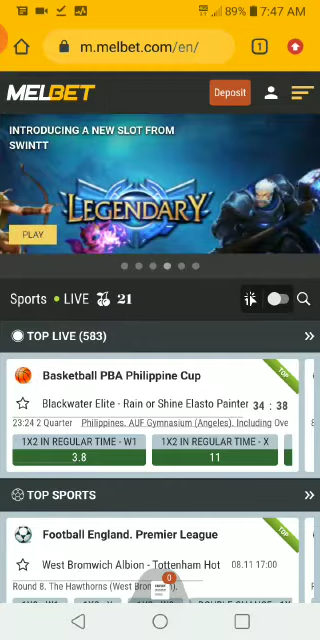 89% 7:47 AM
m.melbet.com/en/ 1
MELBET Deposit
INTRODUCING A NEW SLOT FROM
SWINTT
LEGENDARY
PLAY
Sports • LIVE 21
TOP LIVE (583) »
Basketball PBA Philippine Cup TOP
Blackwater Elite - Rain or Shine Elasto Painter 34 : 38
23:24 2 Quarter Philippines. AUF Gymnasium (Angeles). Including Ove
1X2 IN REGULAR TIME - W1 1X2 IN REGULAR TIME - X
3.8 11
TOP SPORTS »
Football England. Premier League TOP
West Bromwich Albion - Tottenham Hot 08.11 17:00
0
Round 8. The Hawthorns (West Bron